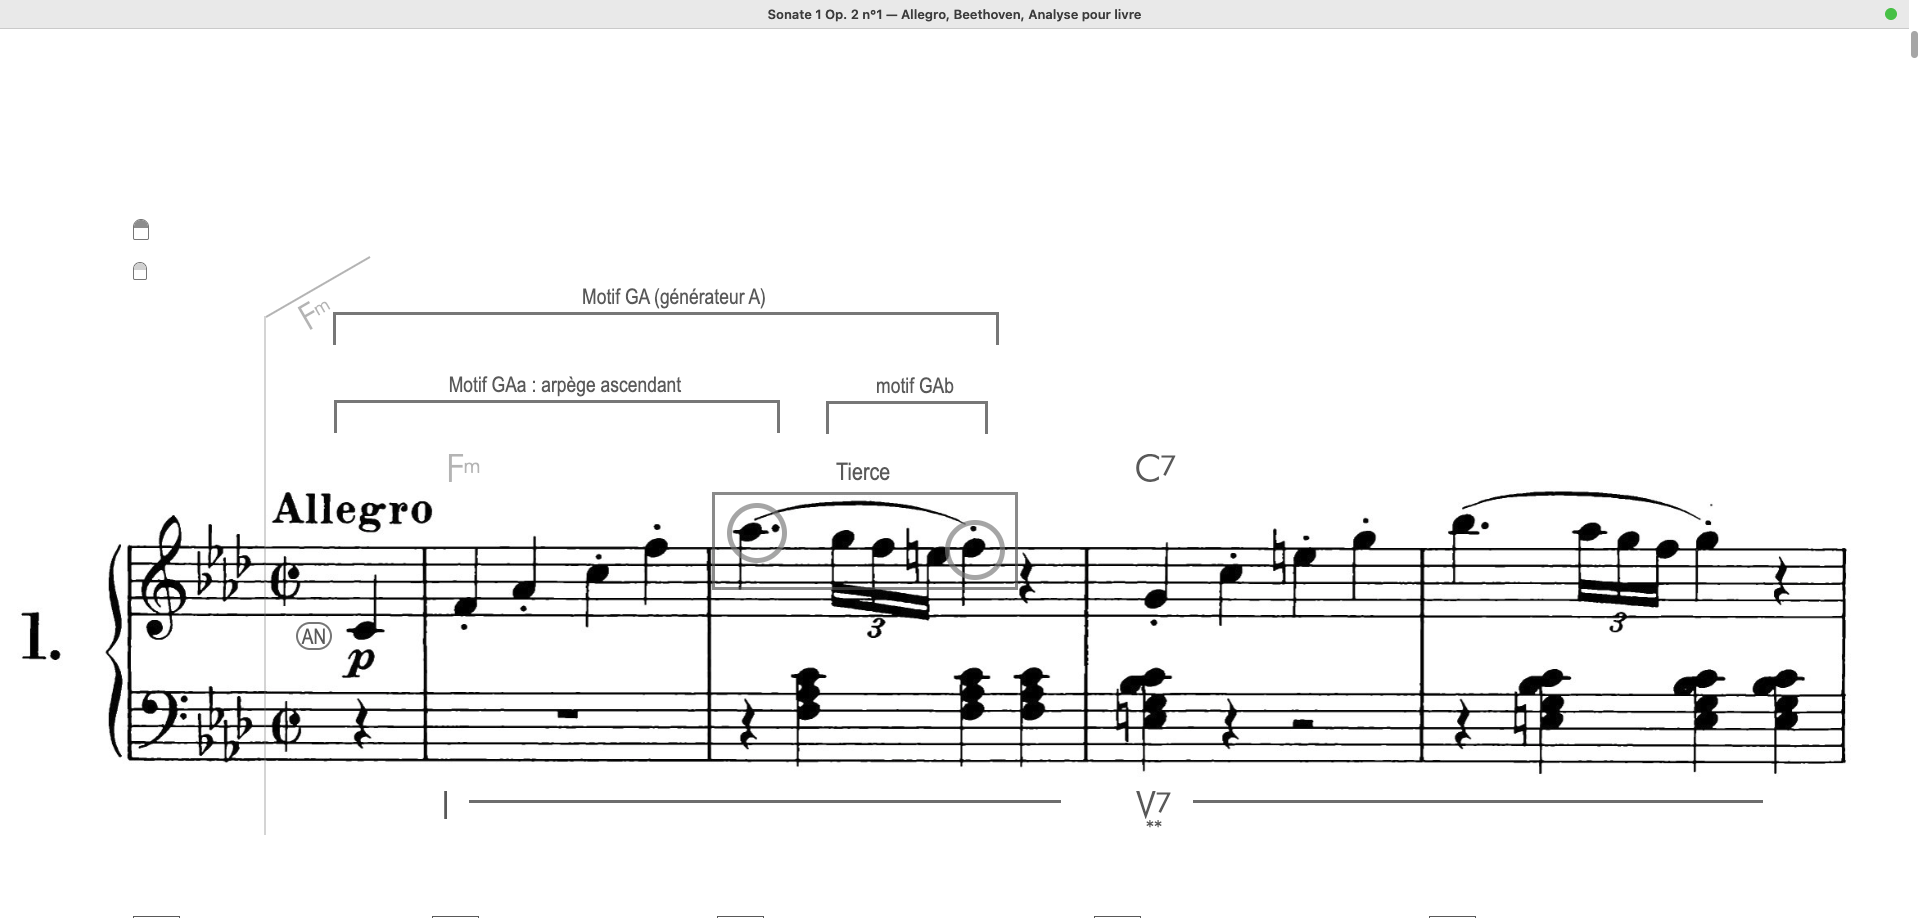 Sonate 1 Op. 2 n°1 — Allegro, Beethoven, Analyse pour livre
Fm
Motif GA (générateur A)
Motif GAa : arpège ascendant
motif GAb
Fm
Tierce
C7
Allegro
1.
AN
p
3
3
I
V7
**